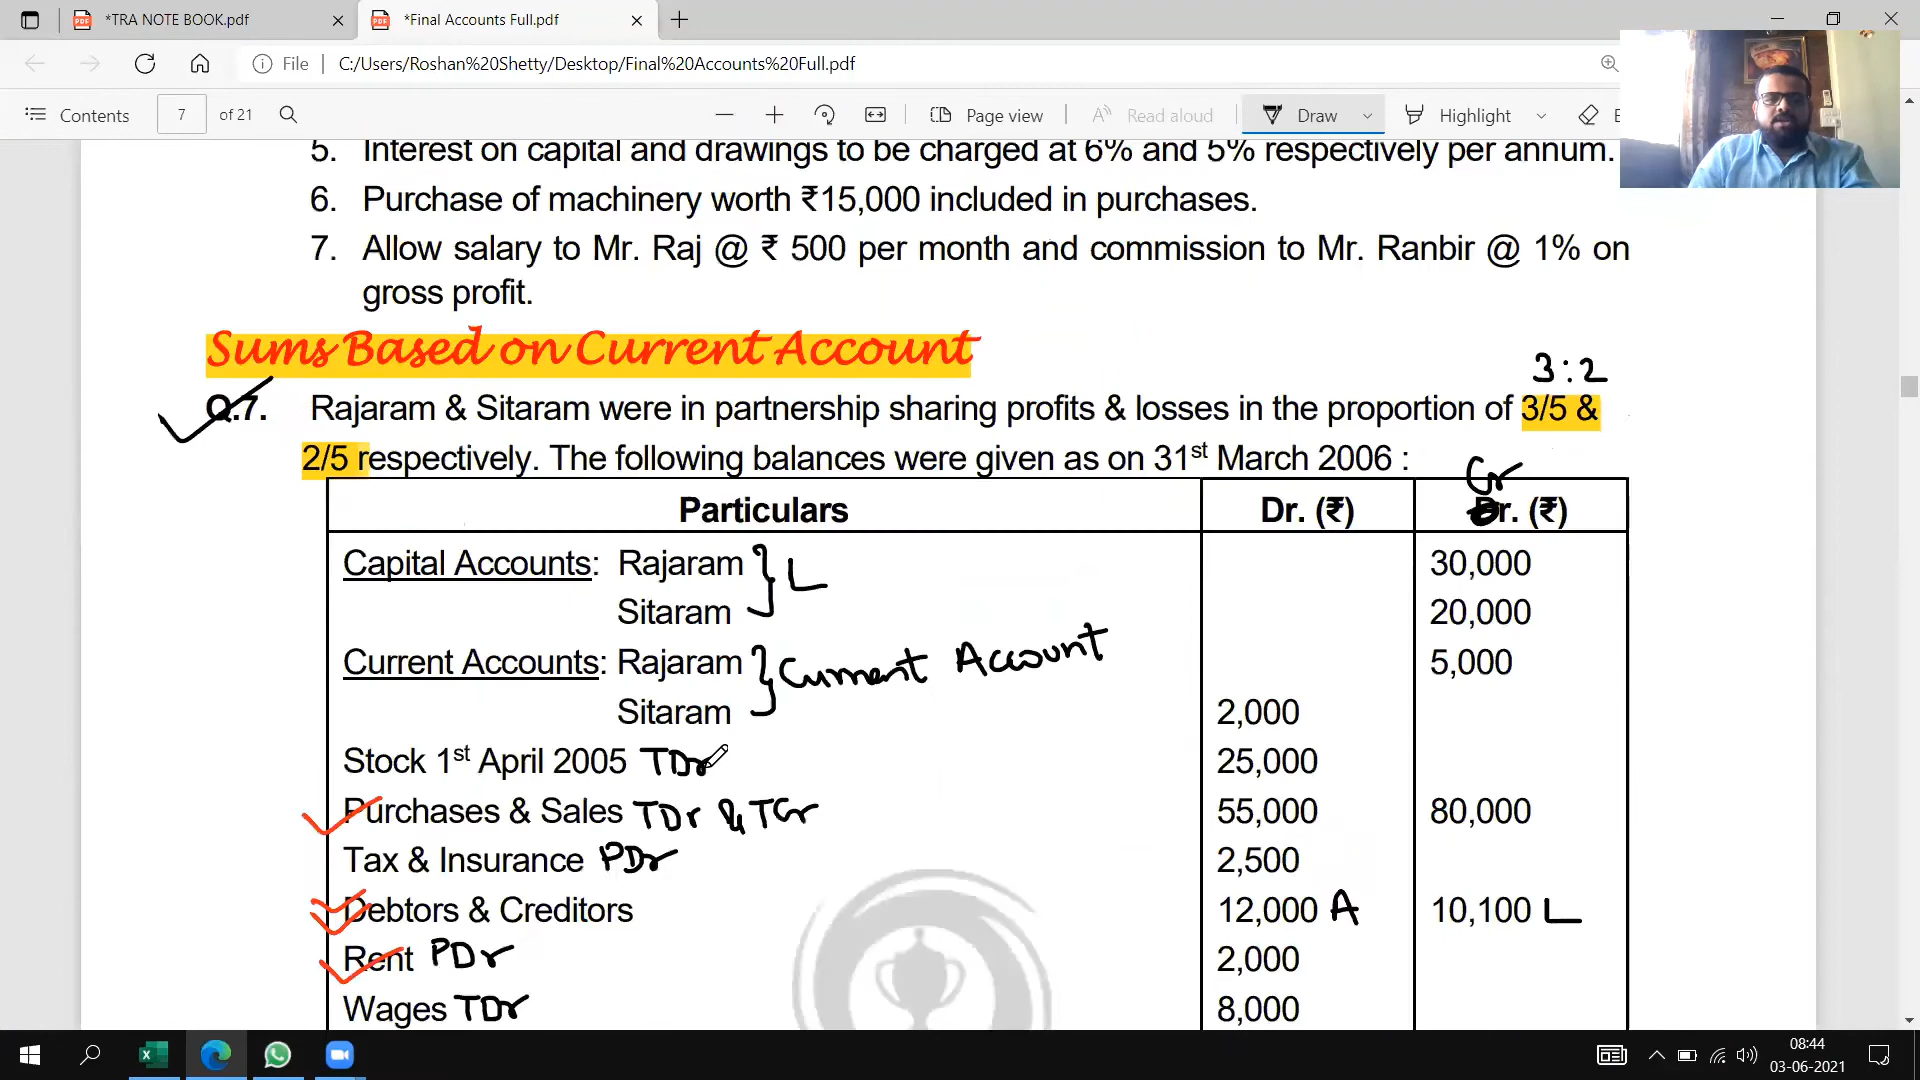 *TRA NOTE BOOK.pdf
*Final Accounts Full.pdf
File | C:/Users/Roshan%20Shetty/Desktop/Final%20Accounts%20Full.pdf
Contents 7 of 21 Page view Read aloud Draw Highlight E
5. Interest on capital and drawings to be charged at 6% and 5% respectively per annum.
6. Purchase of machinery worth ₹15,000 included in purchases.
7. Allow salary to Mr. Raj @ ₹ 500 per month and commission to Mr. Ranbir @ 1% on
gross profit.
Sums Based on Current Account
3:2
Q.7. Rajaram & Sitaram were in partnership sharing profits & losses in the proportion of 3/5 &
2/5 respectively. The following balances were given as on 31st March 2006 :
Cr
Particulars Dr. (₹) Dr. (₹)
Capital Accounts: Rajaram } L 30,000
Sitaram 20,000
Current Accounts: Rajaram } Current Account 5,000
Sitaram 2,000
Stock 1st April 2005 TDr 25,000
Purchases & Sales TDr & TCr 55,000 80,000
Tax & Insurance PDr 2,500
Debtors & Creditors 12,000 A 10,100 L
Rent PDr 2,000
Wages TDr 8,000
08:44
03-06-2021